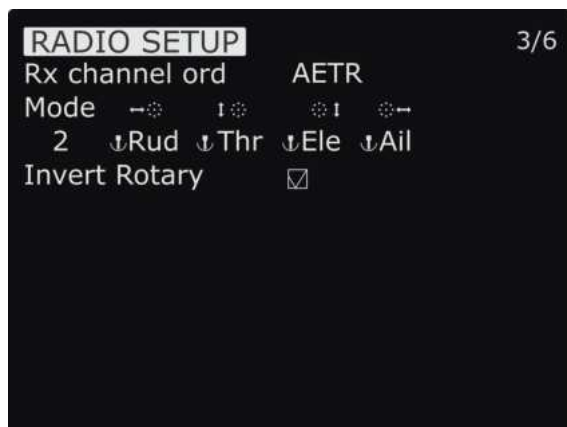 RADIO SETUP 3/6
Rx channel ord AETR
Mode
2 Rud Thr Ele Ail
Invert Rotary